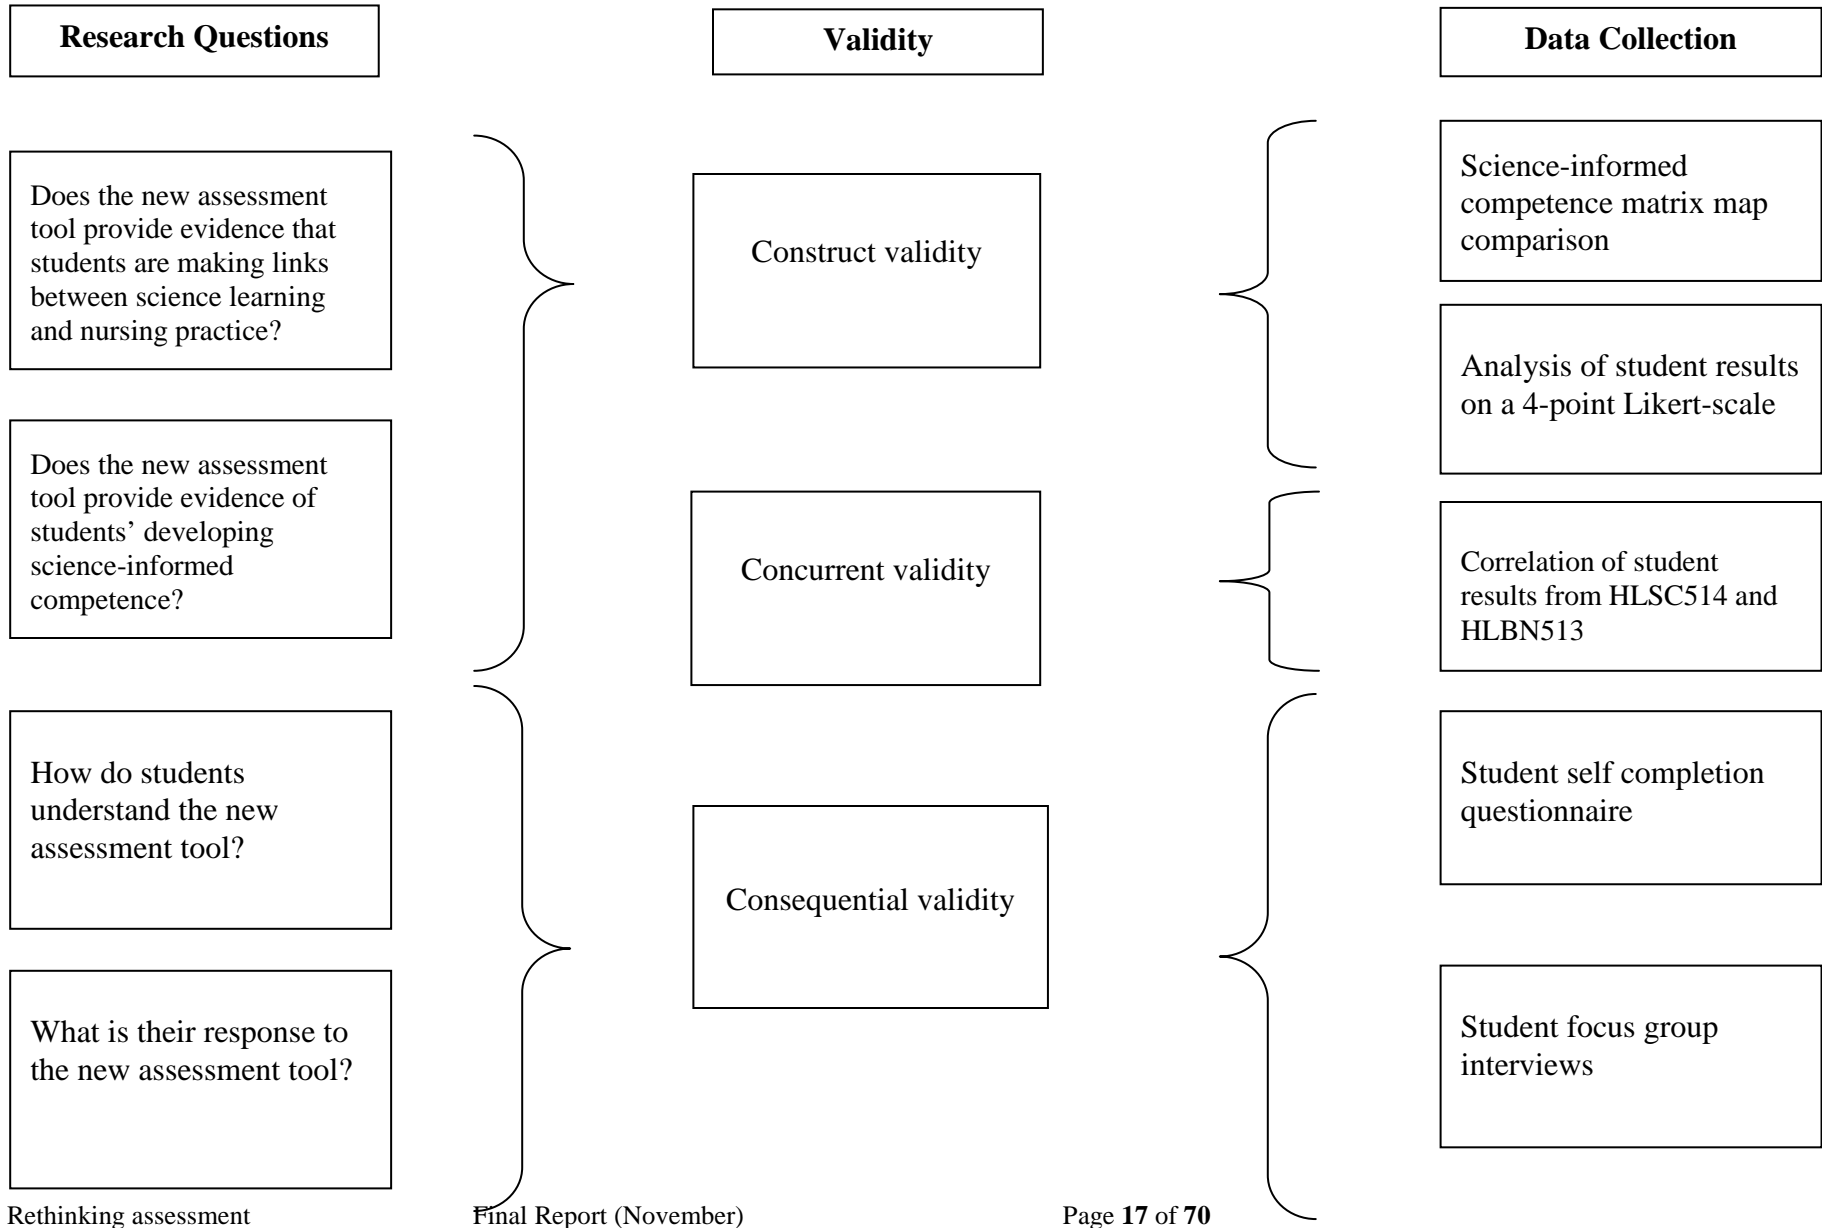 Research Questions
Validity
Data Collection
Does the new assessment
tool provide evidence that
students are making links
between science learning
and nursing practice?
Does the new assessment
tool provide evidence of
students’ developing
science-informed
competence?
How do students
understand the new
assessment tool?
What is their response to
the new assessment tool?
Construct validity
Concurrent validity
Consequential validity
Science-informed
competence matrix map
comparison
Analysis of student results
on a 4-point Likert-scale
Correlation of student
results from HLSC514 and
HLBN513
Student self completion
questionnaire
Student focus group
interviews
Rethinking assessment Final Report (November) Page 17 of 70